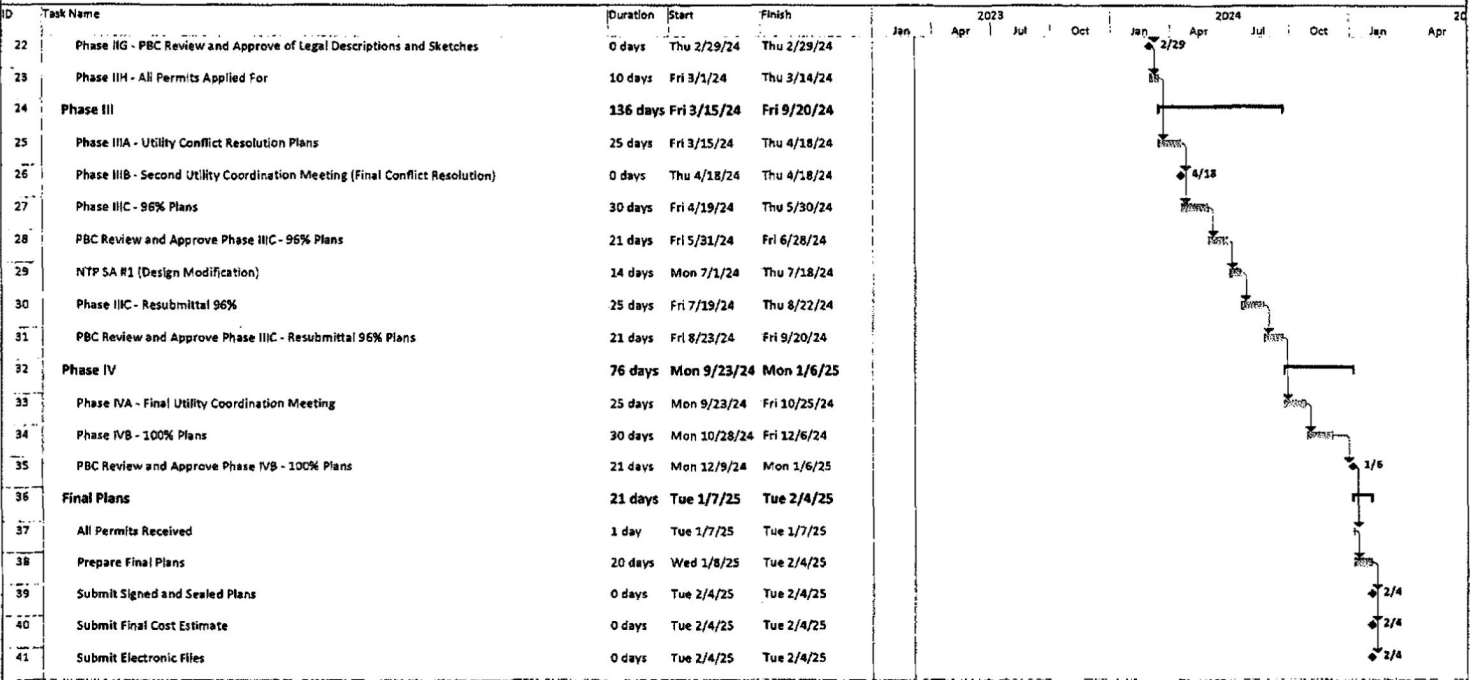 ID Task Name Duration Start Finish 2023 2024 20
Jan Apr Jul Oct Jan Apr Jul Oct Jan Apr
22 Phase IIG - PBC Review and Approve of Legal Descriptions and Sketches 0 days Thu 2/29/24 Thu 2/29/24 2/29
23 Phase IIH - All Permits Applied For 10 days Fri 3/1/24 Thu 3/14/24
24 Phase III 136 days Fri 3/15/24 Fri 9/20/24
25 Phase IIIA - Utility Conflict Resolution Plans 25 days Fri 3/15/24 Thu 4/18/24
26 Phase IIIB - Second Utility Coordination Meeting (Final Conflict Resolution) 0 days Thu 4/18/24 Thu 4/18/24 4/18
27 Phase IIIC - 96% Plans 30 days Fri 4/19/24 Thu 5/30/24
28 PBC Review and Approve Phase IIIC - 96% Plans 21 days Fri 5/31/24 Fri 6/28/24
29 NTP SA #1 (Design Modification) 14 days Mon 7/1/24 Thu 7/18/24
30 Phase IIIC - Resubmittal 96% 25 days Fri 7/19/24 Thu 8/22/24
31 PBC Review and Approve Phase IIIC - Resubmittal 96% Plans 21 days Fri 8/23/24 Fri 9/20/24
32 Phase IV 76 days Mon 9/23/24 Mon 1/6/25
33 Phase IVA - Final Utility Coordination Meeting 25 days Mon 9/23/24 Fri 10/25/24
34 Phase IVB - 100% Plans 30 days Mon 10/28/24 Fri 12/6/24
35 PBC Review and Approve Phase IVB - 100% Plans 21 days Mon 12/9/24 Mon 1/6/25 1/6
36 Final Plans 21 days Tue 1/7/25 Tue 2/4/25
37 All Permits Received 1 day Tue 1/7/25 Tue 1/7/25
38 Prepare Final Plans 20 days Wed 1/8/25 Tue 2/4/25
39 Submit Signed and Sealed Plans 0 days Tue 2/4/25 Tue 2/4/25 2/4
40 Submit Final Cost Estimate 0 days Tue 2/4/25 Tue 2/4/25 2/4
41 Submit Electronic Files 0 days Tue 2/4/25 Tue 2/4/25 2/4